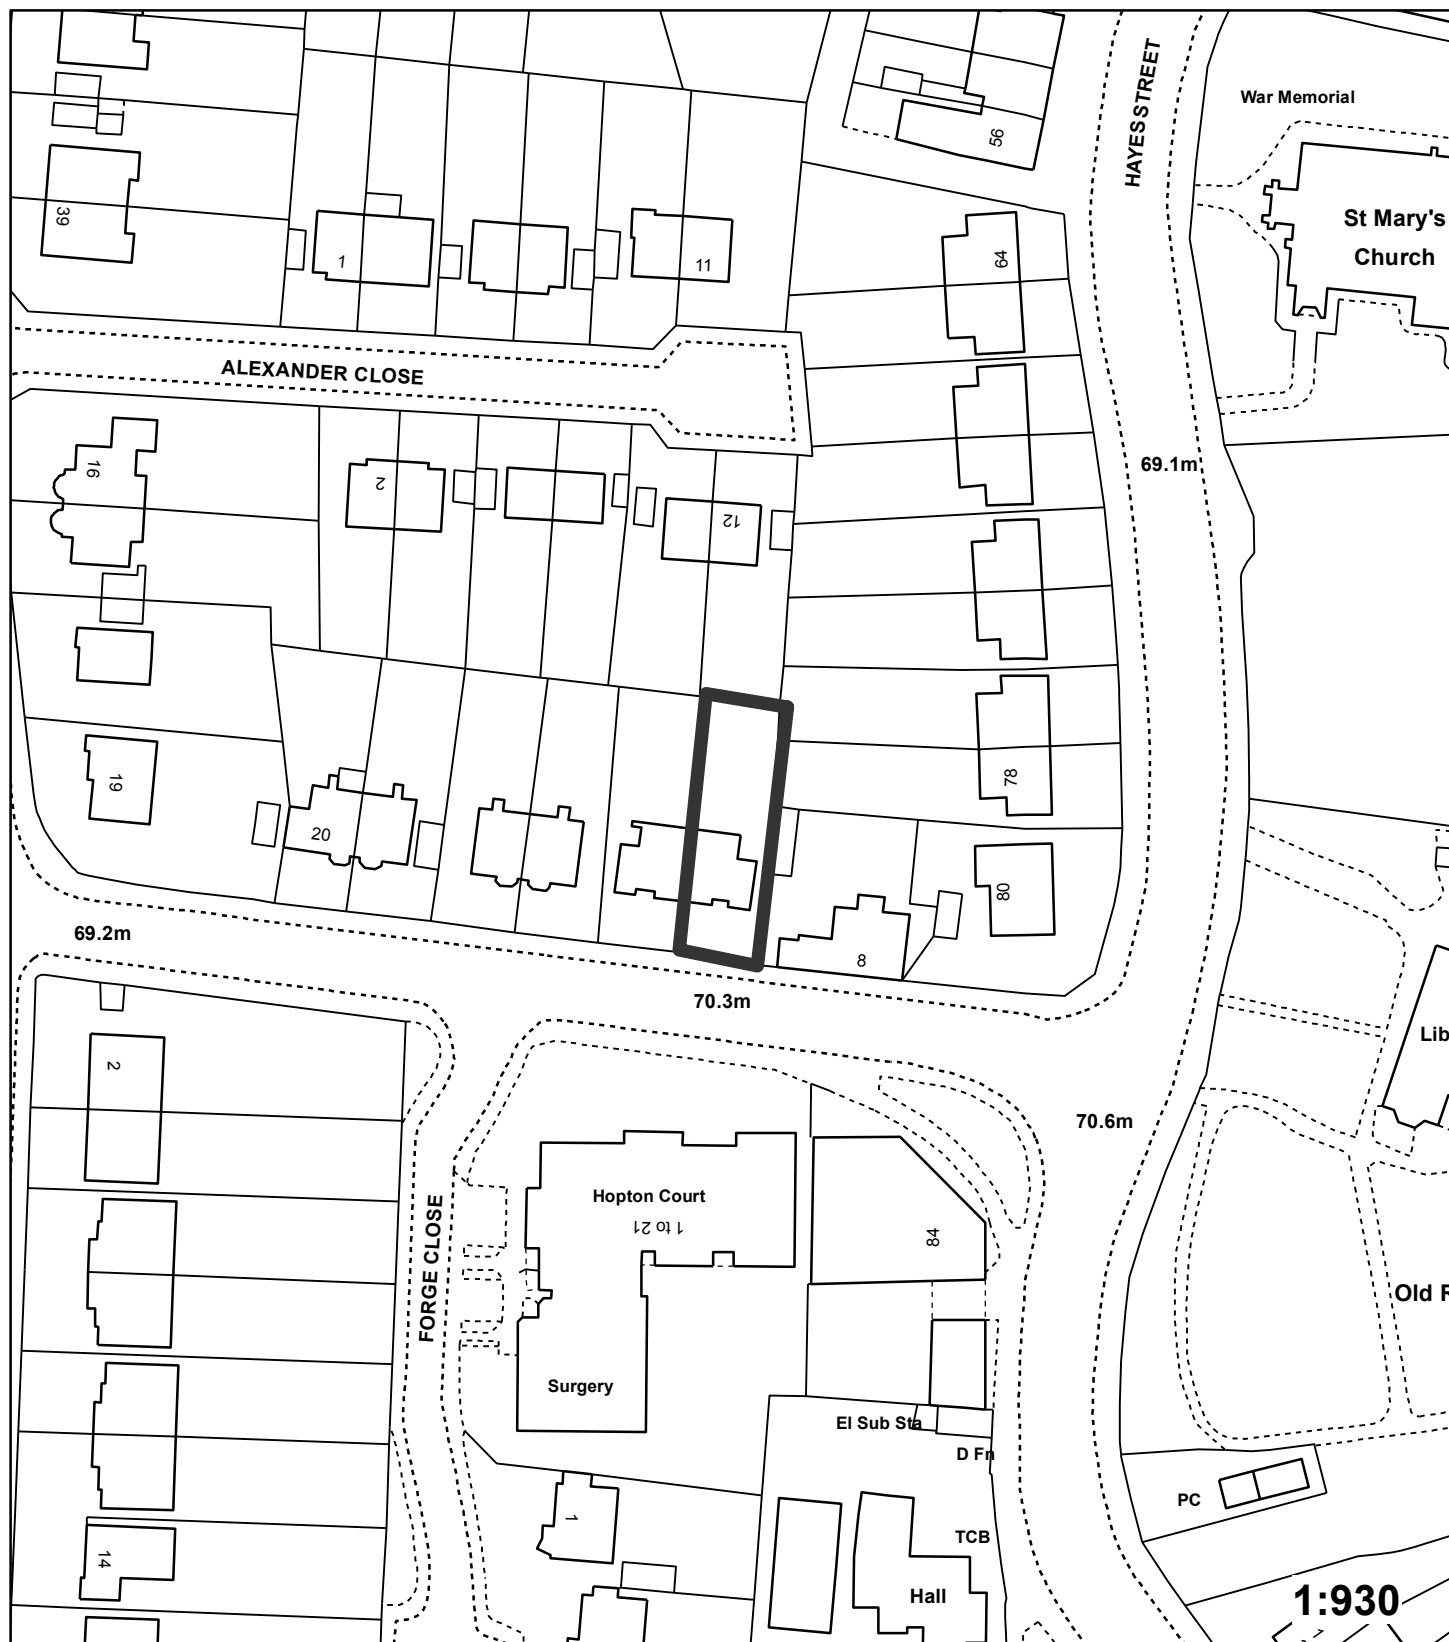 HAYES STREET
War Memorial
56
39
St Mary's
Church
1
11
64
ALEXANDER CLOSE
16
2
69.1m
12
19
78
20
80
8
69.2m
70.3m
Lib
2
70.6m
Hopton Court
1 to 21
84
FORGE CLOSE
Old R
Surgery
El Sub Sta
D Fn
PC
1
TCB
14
Hall
1:930